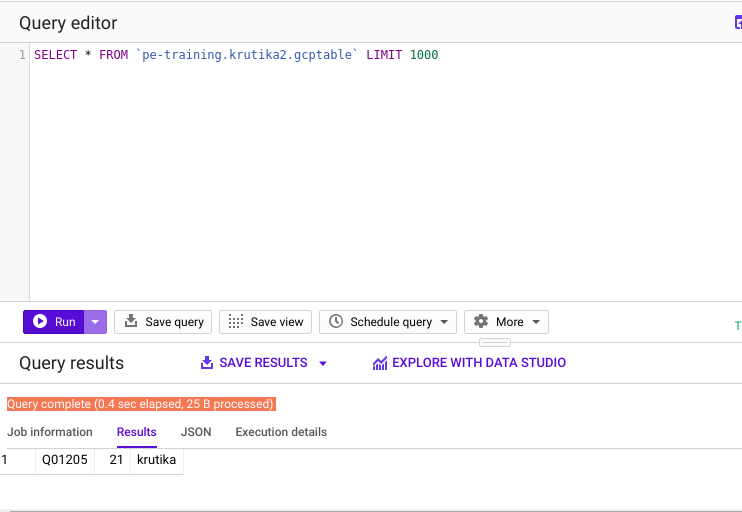 Query editor
1 SELECT * FROM `pe-training.krutika2.gcptable` LIMIT 1000
Run Save query Save view Schedule query More
Query results SAVE RESULTS EXPLORE WITH DATA STUDIO
Query complete (0.4 sec elapsed, 25 B processed)
Job information Results JSON Execution details
1 Q01205 21 krutika